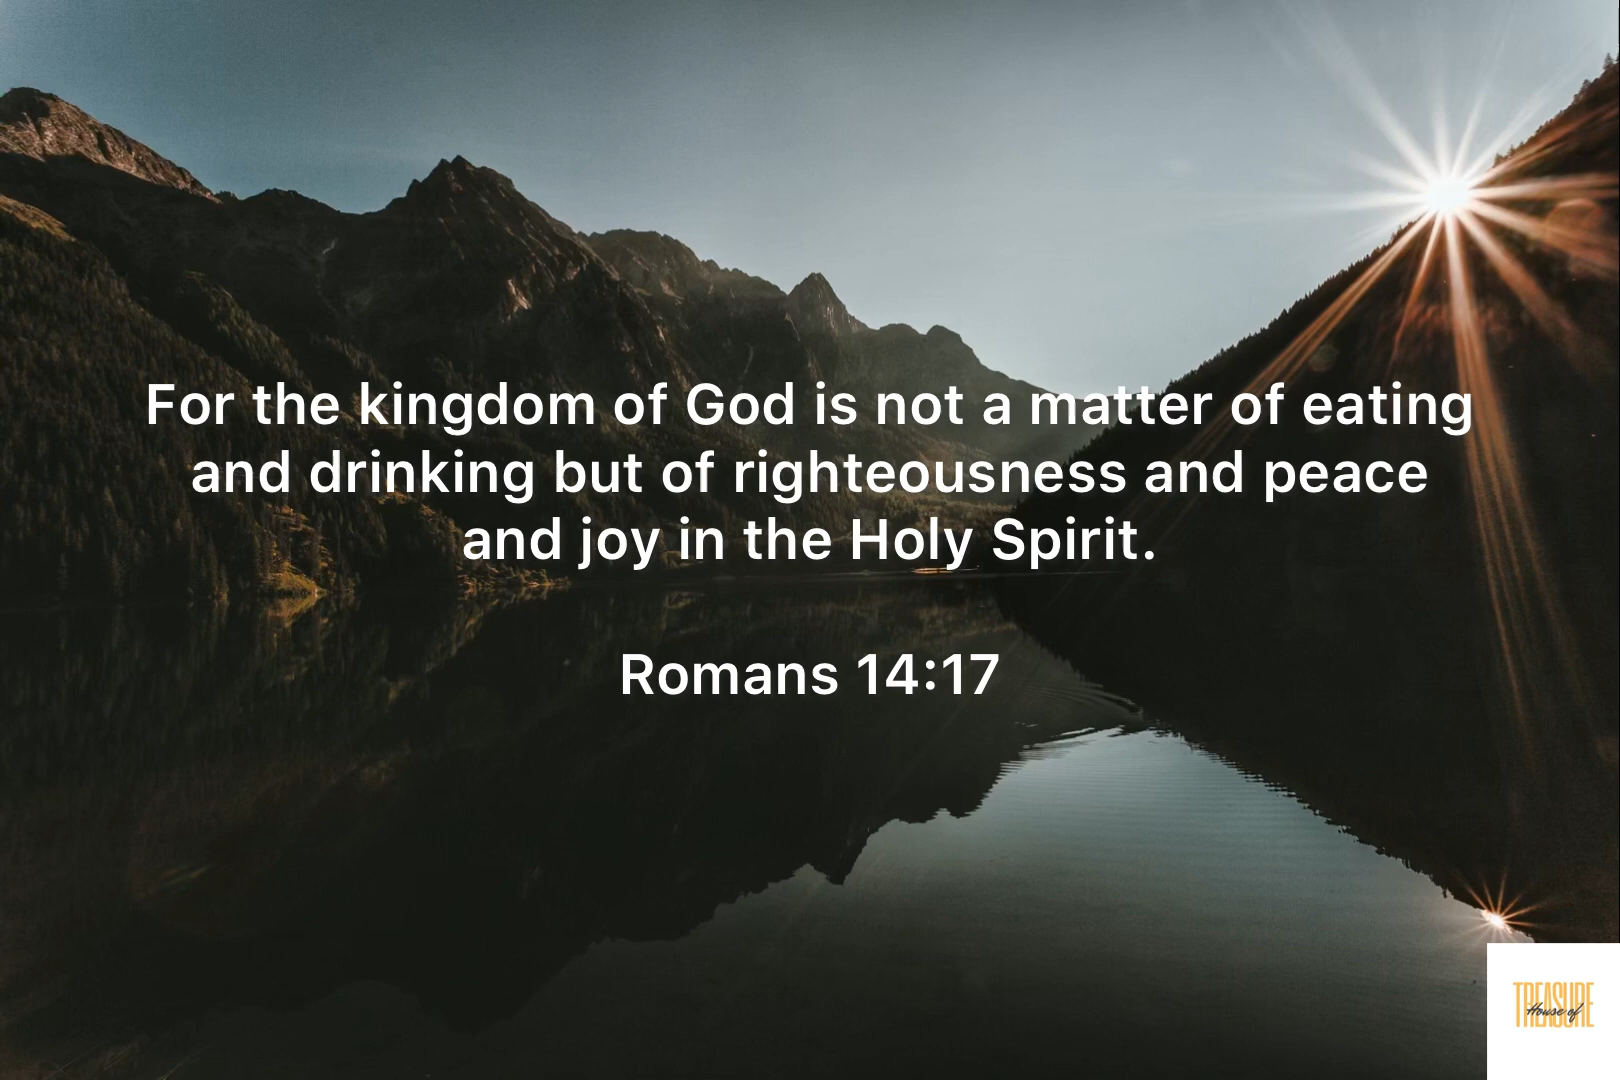 For the kingdom of God is not a matter of eating
and drinking but of righteousness and peace
and joy in the Holy Spirit.
Romans 14:17
TREASURE
House of